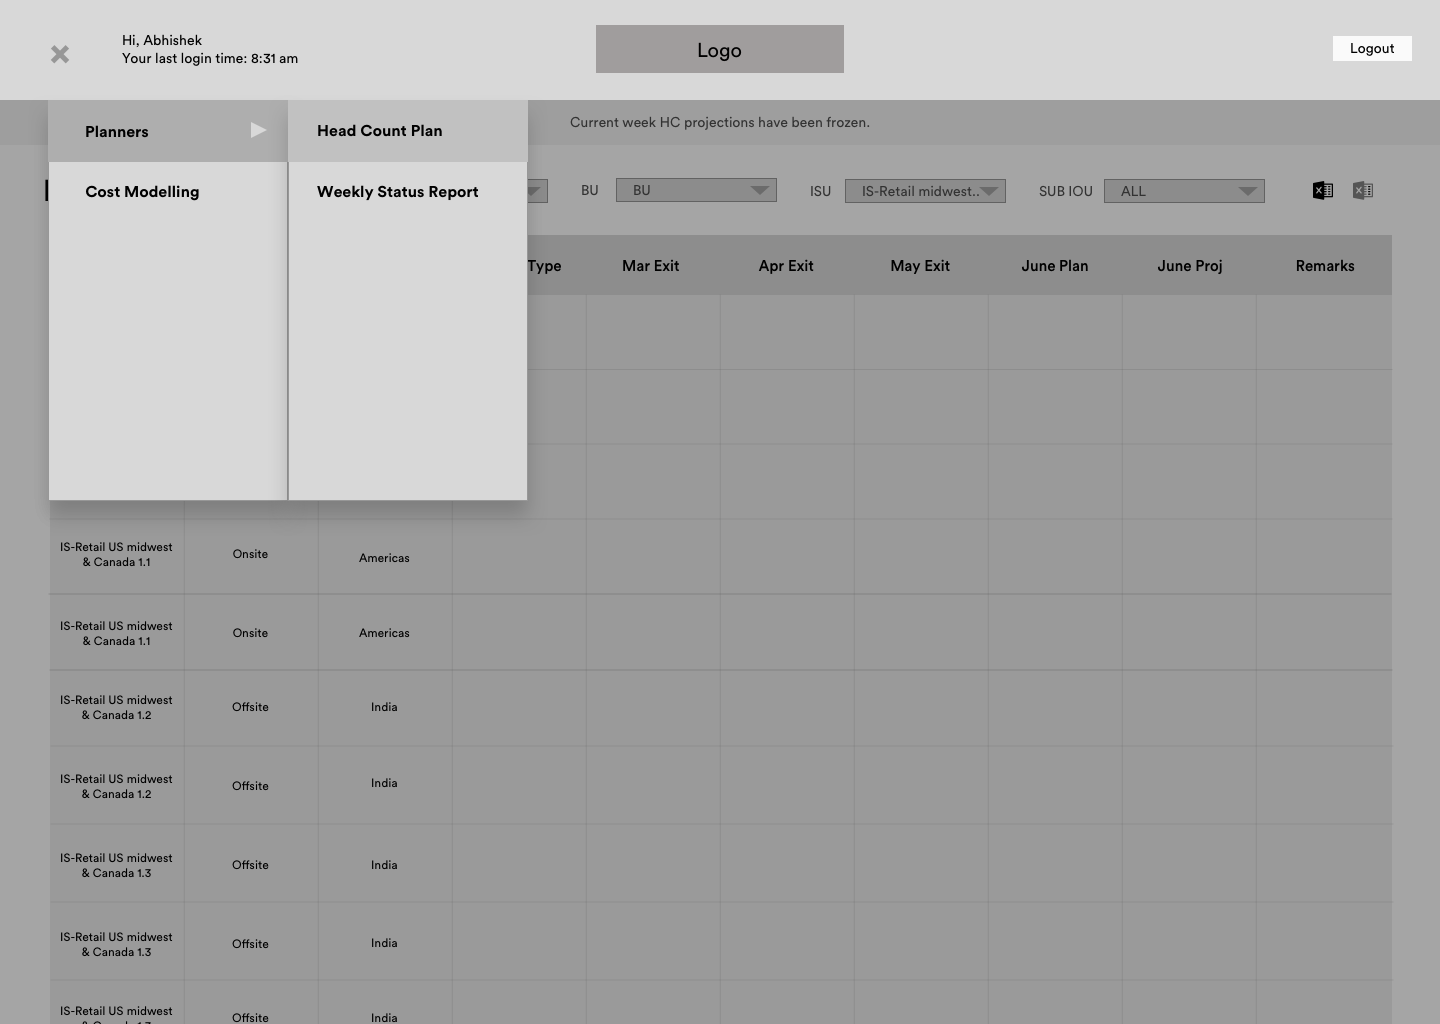 Hi, Abhishek
Your last login time: 8:31 am
Logo
Logout
Planners
Head Count Plan
Current week HC projections have been frozen.
Cost Modelling
Weekly Status Report
BU
BU
ISU
IS-Retail midwest..
SUB IOU
ALL
Type
Mar Exit
Apr Exit
May Exit
June Plan
June Proj
Remarks
IS-Retail US midwest
& Canada 1.1
Onsite
Americas
IS-Retail US midwest
& Canada 1.1
Onsite
Americas
IS-Retail US midwest
& Canada 1.2
Offsite
India
IS-Retail US midwest
& Canada 1.2
Offsite
India
IS-Retail US midwest
& Canada 1.3
Offsite
India
IS-Retail US midwest
& Canada 1.3
Offsite
India
IS-Retail US midwest
Offsite
India